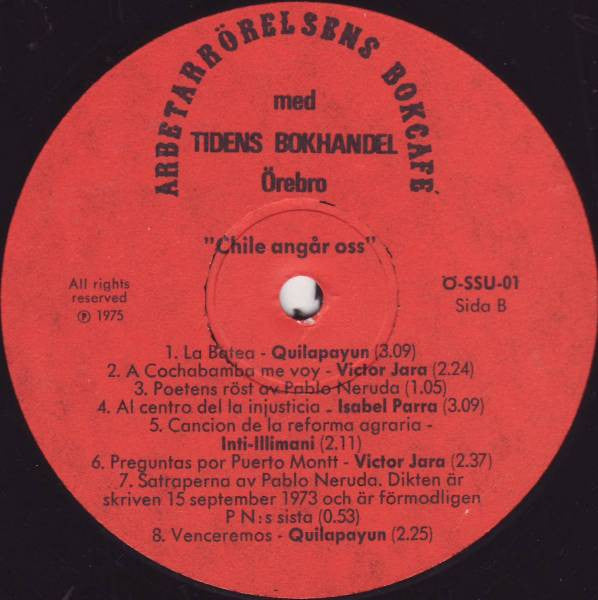 ARBETARRÖRELSENS BOKCAFÉ
med
TIDENS BOKHANDEL
Örebro
"Chile angår oss"
All rights
reserved
℗ 1975
Ö-SSU-01
Sida B
1. La Batea - Quilapayun (3.09)
2. A Cochabamba me voy - Victor Jara (2.24)
3. Poetens röst av Pablo Neruda (1.05)
4. Al centro del la injusticia - Isabel Parra (3.09)
5. Cancion de la reforma agraria -
Inti-Illimani (2.11)
6. Preguntas por Puerto Montt - Victor Jara (2.37)
7. Satraperna av Pablo Neruda. Dikten är
skriven 15 september 1973 och är förmodligen
P N:s sista (0.53)
8. Venceremos - Quilapayun (2.25)